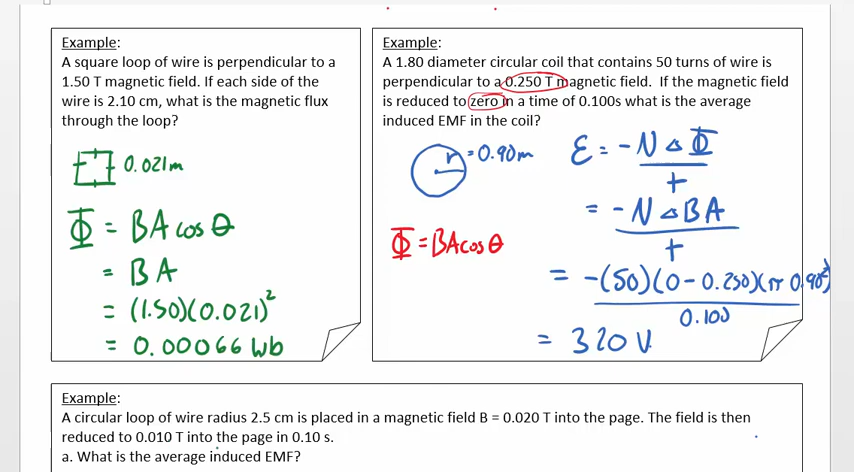 Example:
A square loop of wire is perpendicular to a
1.50 T magnetic field. If each side of the
wire is 2.10 cm, what is the magnetic flux
through the loop?
0.021m
Φ = BA cos θ
= BA
= (1.50)(0.021)²
= 0.00066 Wb
Example:
A 1.80 diameter circular coil that contains 50 turns of wire is
perpendicular to a 0.250 T magnetic field. If the magnetic field
is reduced to zero in a time of 0.100s what is the average
induced EMF in the coil?
r = 0.90m
Φ = BA cos θ
ε = -NΔΦ
t
= -NΔBA
t
= -(50)(0-0.250)(π 0.90²)
0.100
= 320 V
Example:
A circular loop of wire radius 2.5 cm is placed in a magnetic field B = 0.020 T into the page. The field is then
reduced to 0.010 T into the page in 0.10 s.
a. What is the average induced EMF?